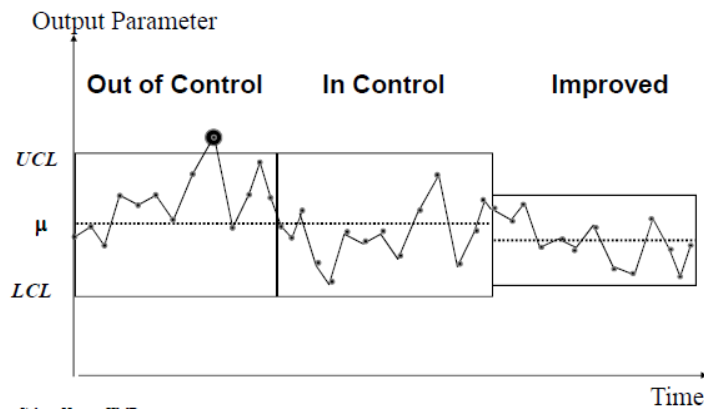 Output Parameter
Out of Control In Control Improved
UCL
μ
LCL
Time